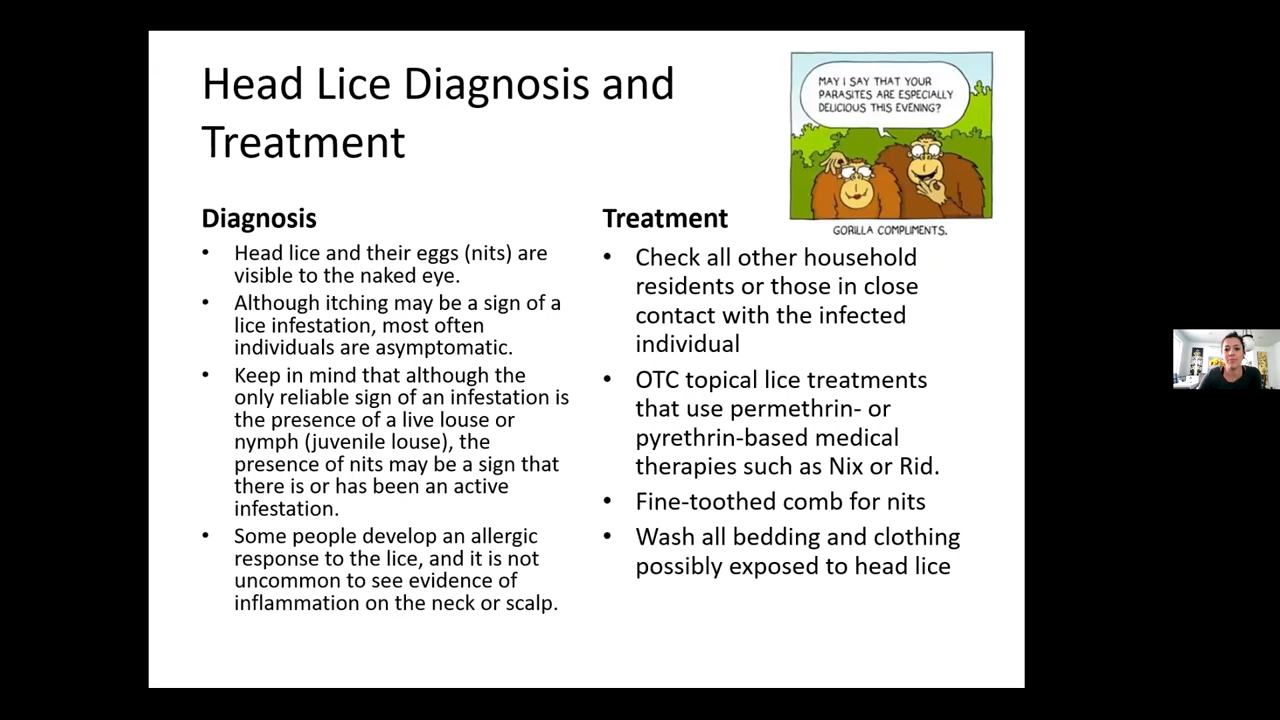 Head Lice Diagnosis and
Treatment
MAY I SAY THAT YOUR
PARASITES ARE ESPECIALLY
DELICIOUS THIS EVENING?
GORILLA COMPLIMENTS.
Diagnosis
• Head lice and their eggs (nits) are
visible to the naked eye.
• Although itching may be a sign of a
lice infestation, most often
individuals are asymptomatic.
• Keep in mind that although the
only reliable sign of an infestation is
the presence of a live louse or
nymph (juvenile louse), the
presence of nits may be a sign that
there is or has been an active
infestation.
• Some people develop an allergic
response to the lice, and it is not
uncommon to see evidence of
inflammation on the neck or scalp.
Treatment
• Check all other household
residents or those in close
contact with the infected
individual
• OTC topical lice treatments
that use permethrin- or
pyrethrin-based medical
therapies such as Nix or Rid.
• Fine-toothed comb for nits
• Wash all bedding and clothing
possibly exposed to head lice